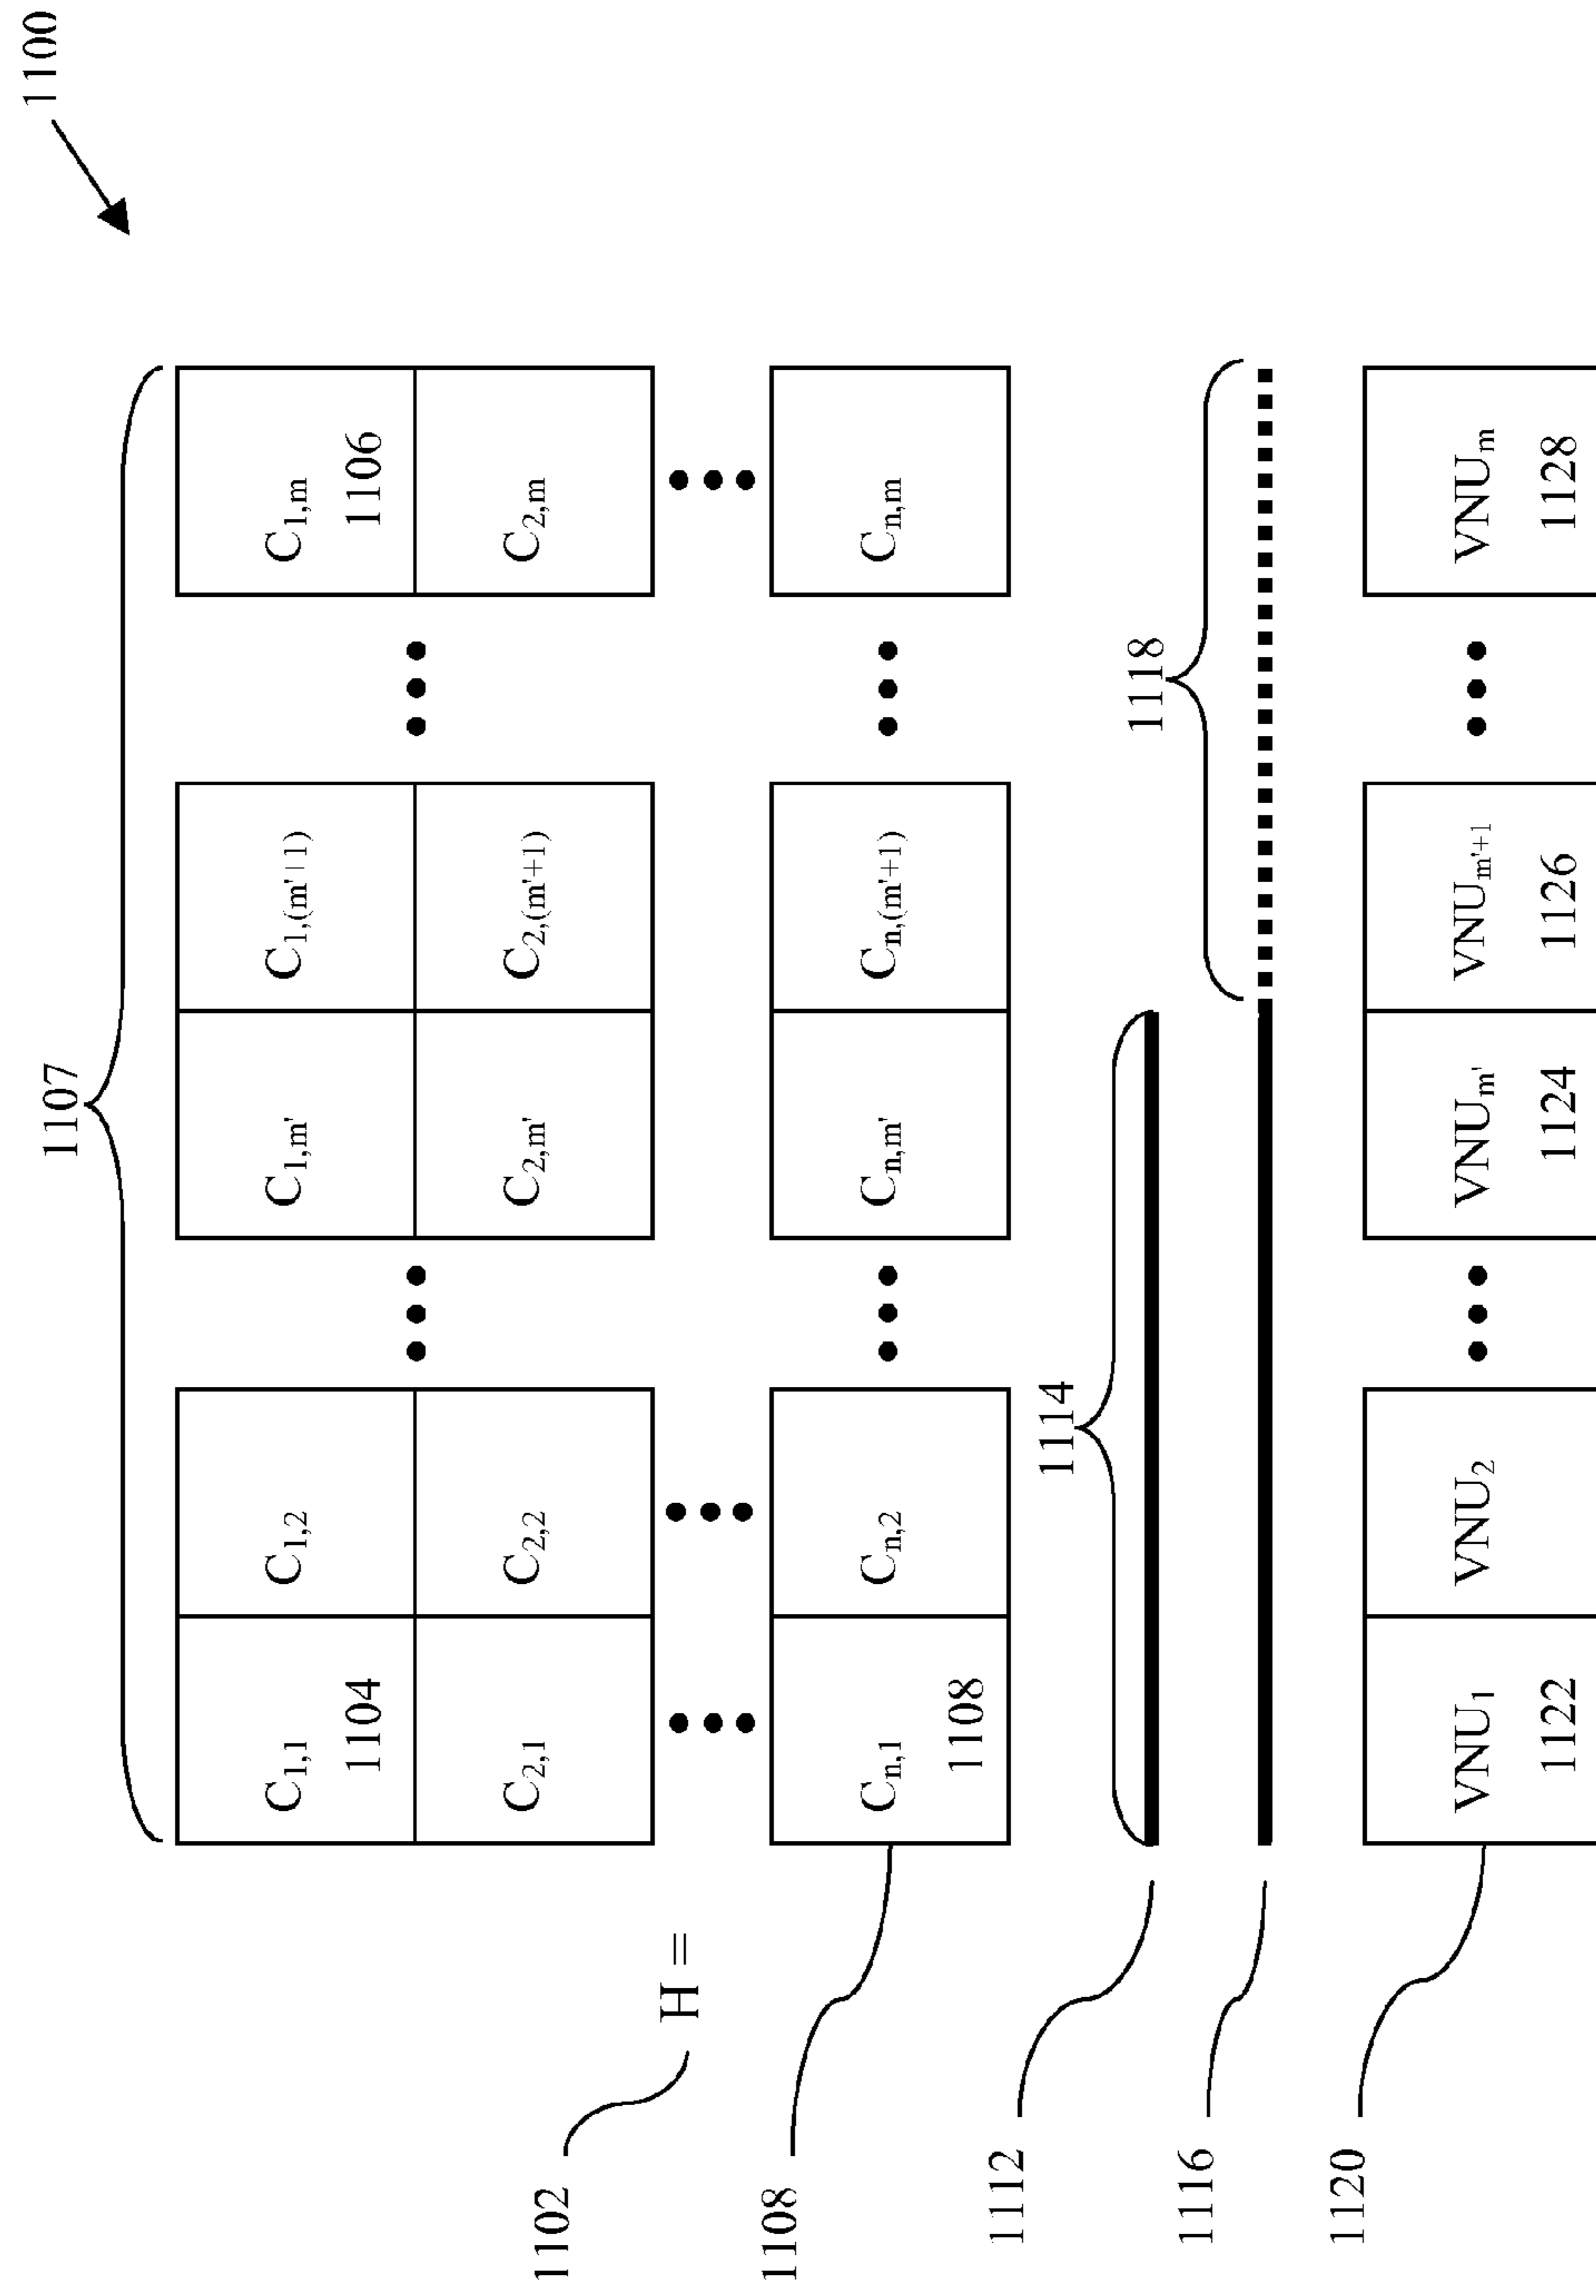 1100
1107
C1,1
1104
C1,2
C1,m'
C1,(m'+1)
C1,m
1106
C2,1
C2,2
C2,m'
C2,(m'+1)
C2,m
1102
H =
1108
Cn,1
1108
Cn,2
Cn,m'
Cn,(m'+1)
Cn,m
1114
1112
1118
1116
1120
VNU1
1122
VNU2
VNUm'
1124
VNUm'+1
1126
VNUm
1128